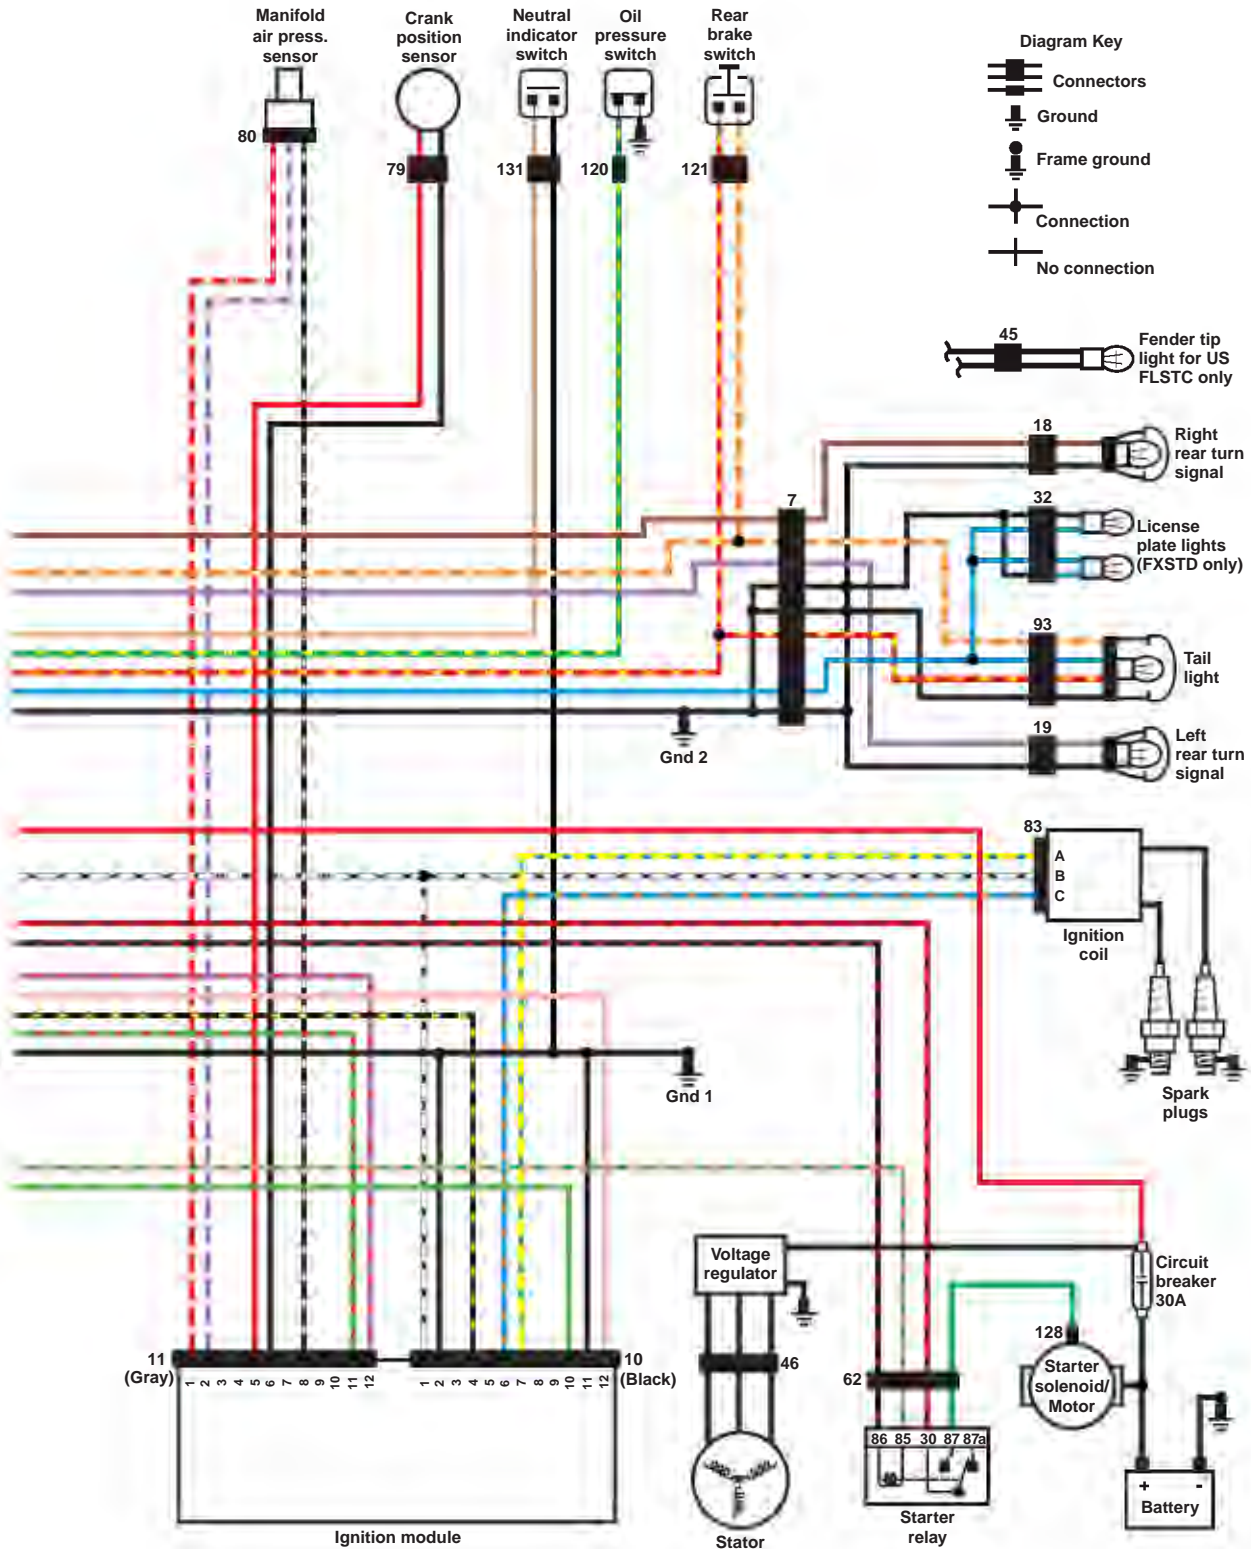 Manifold
air press.
sensor
Crank
position
sensor
Neutral
indicator
switch
Oil
pressure
switch
Rear
brake
switch
Diagram Key
Connectors
Ground
Frame ground
Connection
No connection
80
79
131
120
121
45
Fender tip
light for US
FLSTC only
18
Right
rear turn
signal
7
32
License
plate lights
(FXSTD only)
93
Tail
light
19
Left
rear turn
signal
Gnd 2
83
A
B
C
Ignition
coil
Spark
plugs
Gnd 1
Voltage
regulator
Circuit
breaker
30A
11
(Gray)
1 2 3 4 5 6 7 8 9 10 11 12
1 2 3 4 5 6 7 8 9 10 11 12
10
(Black)
46
62
128
Starter
solenoid/
Motor
86 85 30 87 87a
+ -
Battery
Ignition module
Stator
Starter
relay